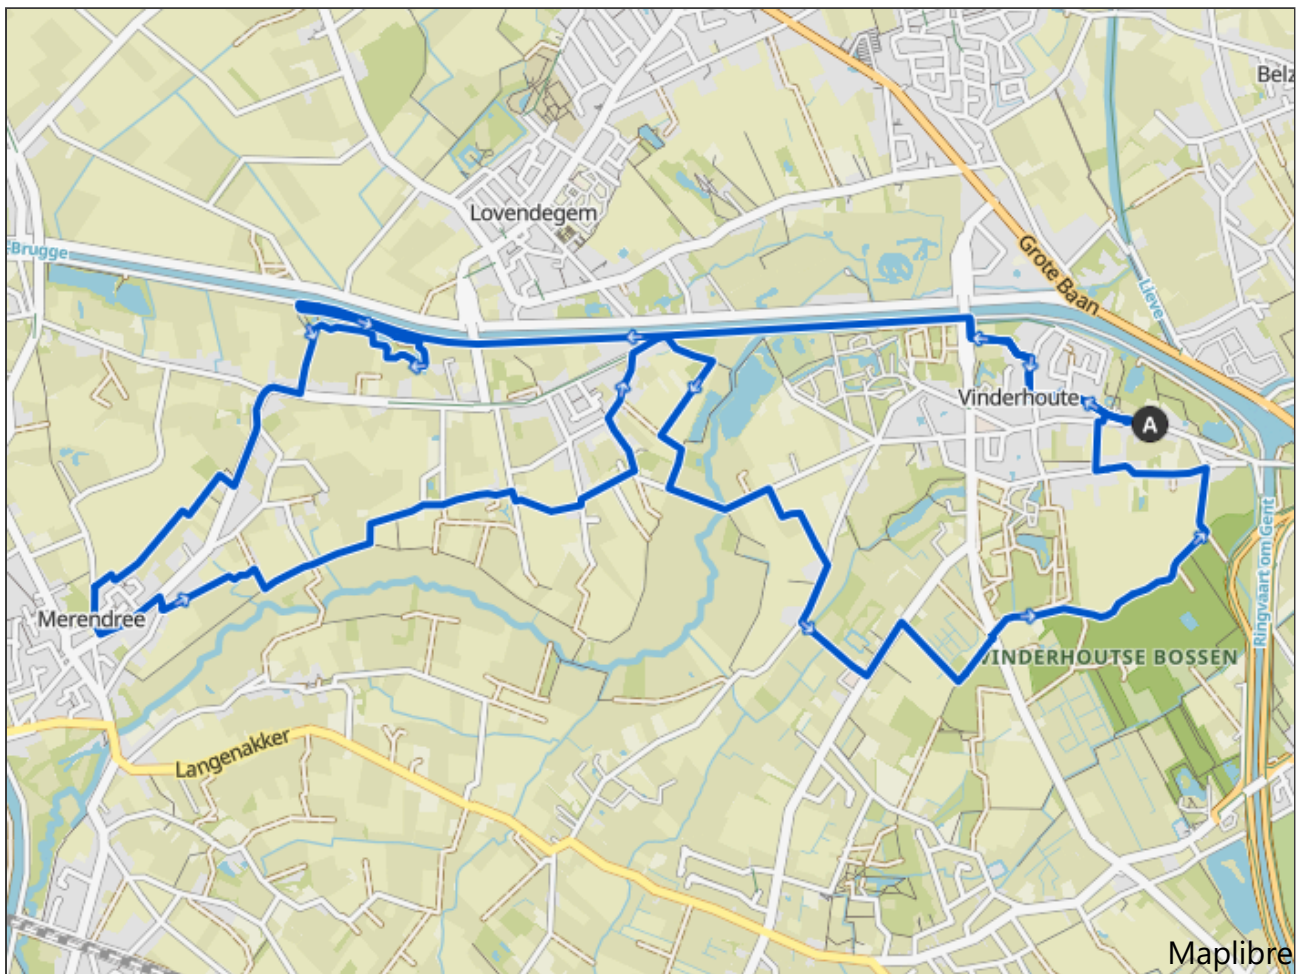 Belz
Lovendegem
-Brugge
Grote Baan
Lieve
Vinderhoute
A
Ringvaart om Gent
Merendree
VINDERHOUTSE BOSSEN
Langenakker
Maplibre